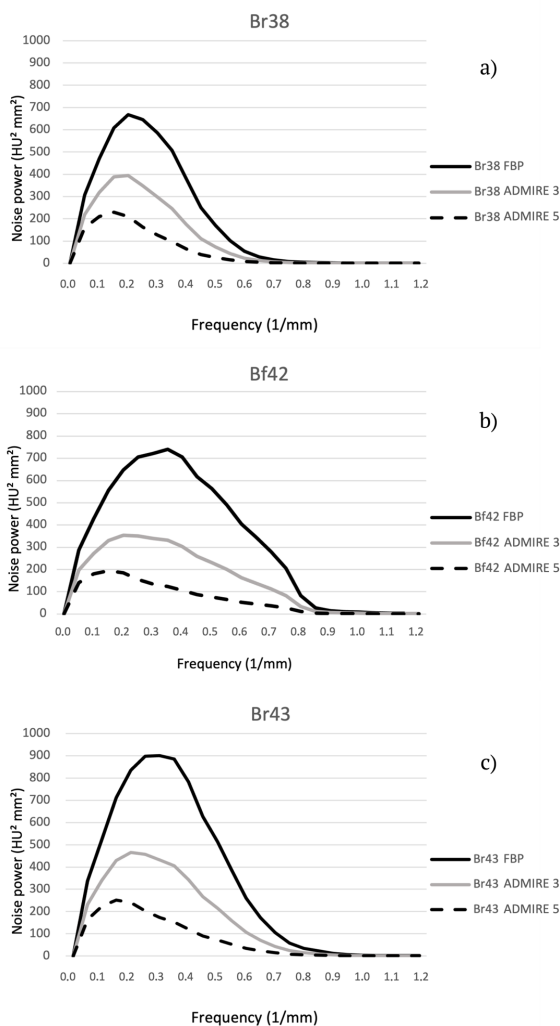 Br38
a)
Noise power (HU² mm²)
1000
900
800
700
600
500
400
300
200
100
0
0.0 0.1 0.2 0.3 0.4 0.5 0.6 0.7 0.8 0.9 1.0 1.1 1.2
Frequency (1/mm)
Br38 FBP
Br38 ADMIRE 3
Br38 ADMIRE 5
Bf42
b)
Noise power (HU² mm²)
1000
900
800
700
600
500
400
300
200
100
0
0.0 0.1 0.2 0.3 0.4 0.5 0.6 0.7 0.8 0.9 1.0 1.1 1.2
Frequency (1/mm)
Bf42 FBP
Bf42 ADMIRE 3
Bf42 ADMIRE 5
Br43
c)
Noise power (HU² mm²)
1000
900
800
700
600
500
400
300
200
100
0
0.0 0.1 0.2 0.3 0.4 0.5 0.6 0.7 0.8 0.9 1.0 1.1 1.2
Frequency (1/mm)
Br43 FBP
Br43 ADMIRE 3
Br43 ADMIRE 5